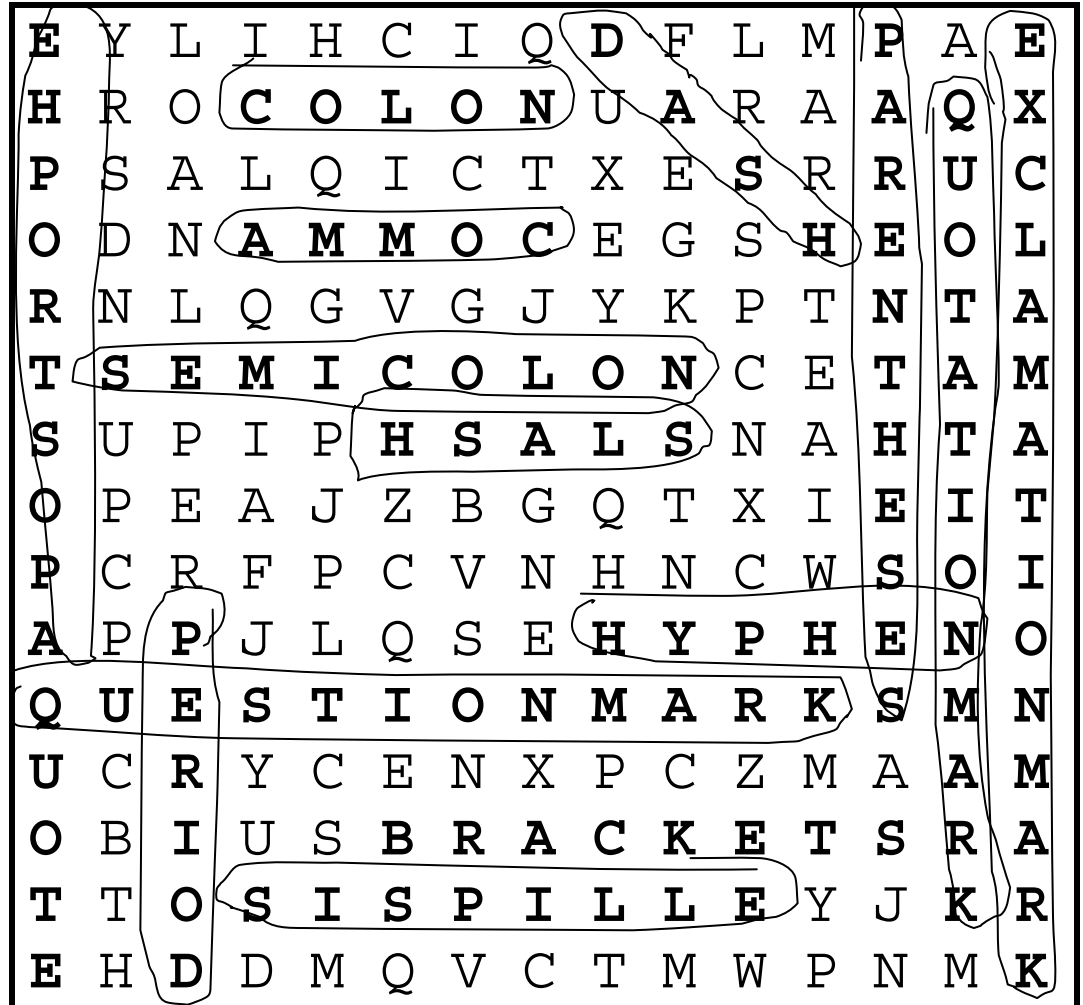 E Y L I H C I Q D F L M P A E
H R O C O L O N U A R A A Q X
P S A L Q I C T X E S R R U C
O D N A M M O C E G S H E O L
R N L Q G V G J Y K P T N T A
T S E M I C O L O N C E T A M
S U P I P H S A L S N A H T A
O P E A J Z B G Q T X I E I T
P C R F P C V N H N C W S O I
A P P J L Q S E H Y P H E N O
Q U E S T I O N M A R K S M N
U C R Y C E N X P C Z M A A M
O B I U S B R A C K E T S R A
T T O S I S P I L L E Y J K R
E H D D M Q V C T M W P N M K